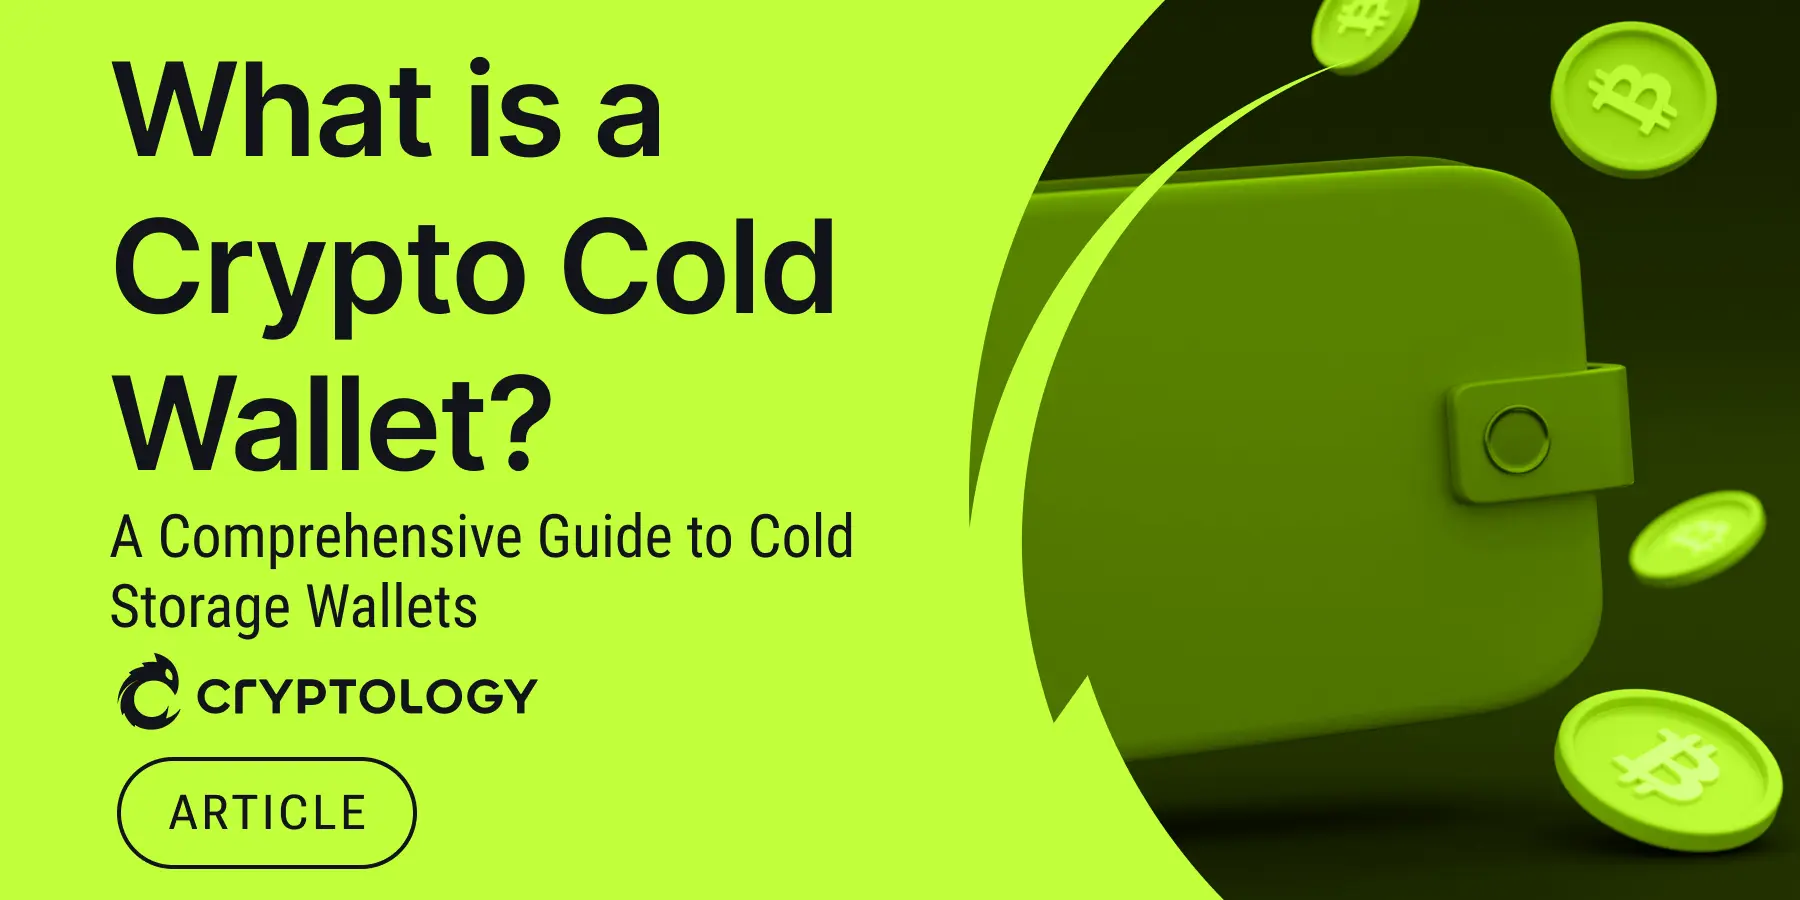 What is a
Crypto Cold
Wallet?
A Comprehensive Guide to Cold
Storage Wallets
CRYPTOLOGY
ARTICLE